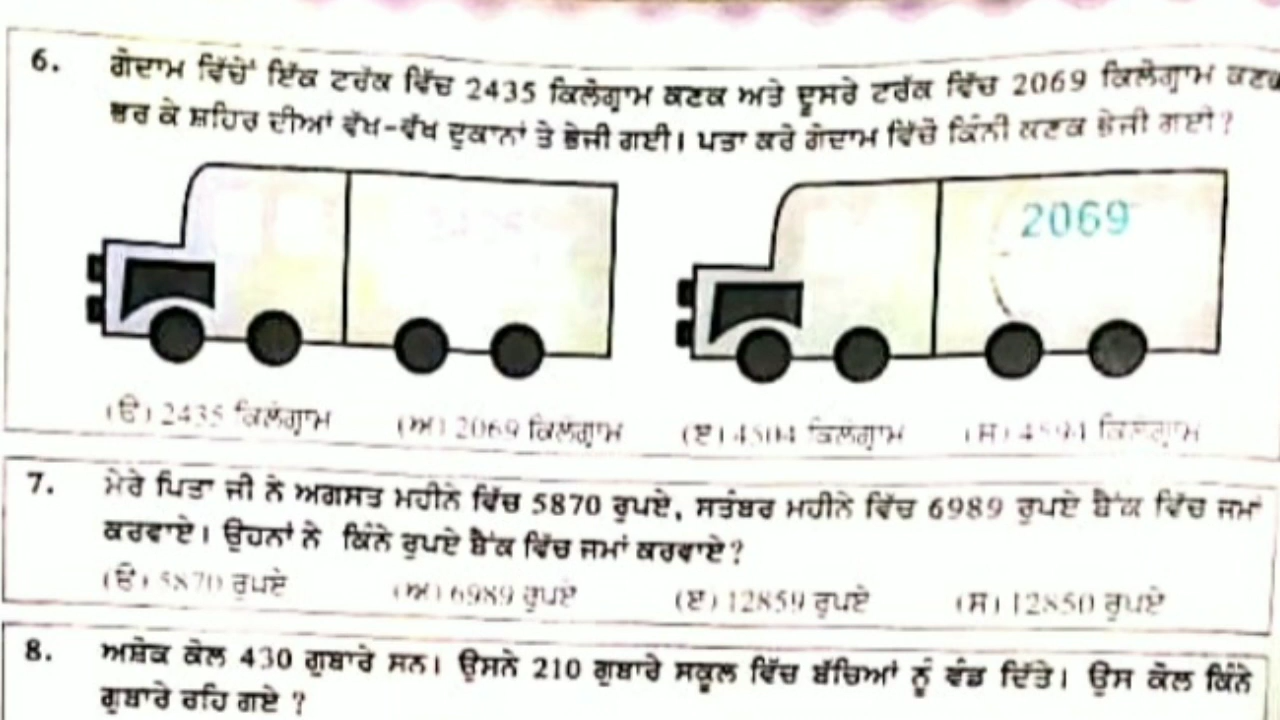 6. ਗੋਦਾਮ ਵਿੱਚੋਂ ਇੱਕ ਟਰੱਕ ਵਿੱਚ 2435 ਕਿਲੋਗ੍ਰਾਮ ਕਣਕ ਅਤੇ ਦੂਸਰੇ ਟਰੱਕ ਵਿੱਚ 2069 ਕਿਲੋਗ੍ਰਾਮ ਕਣਕ
ਭਰ ਕੇ ਸ਼ਹਿਰ ਦੀਆਂ ਵੱਖ-ਵੱਖ ਦੁਕਾਨਾਂ ਤੇ ਭੇਜੀ ਗਈ। ਪਤਾ ਕਰੋ ਗੋਦਾਮ ਵਿੱਚੋਂ ਕਿੰਨੀ ਕਣਕ ਭੇਜੀ ਗਈ?
2069
(ੳ) 2435 ਕਿਲੋਗ੍ਰਾਮ (ਅ) 2069 ਕਿਲੋਗ੍ਰਾਮ (ੲ) 4504 ਕਿਲੋਗ੍ਰਾਮ (ਸ) 4594 ਕਿਲੋਗ੍ਰਾਮ
7. ਮੇਰੇ ਪਿਤਾ ਜੀ ਨੇ ਅਗਸਤ ਮਹੀਨੇ ਵਿੱਚ 5870 ਰੁਪਏ, ਸਤੰਬਰ ਮਹੀਨੇ ਵਿੱਚ 6989 ਰੁਪਏ ਬੈਂਕ ਵਿੱਚ ਜਮਾਂ
ਕਰਵਾਏ। ਉਹਨਾਂ ਨੇ ਕਿੰਨੇ ਰੁਪਏ ਬੈਂਕ ਵਿੱਚ ਜਮਾਂ ਕਰਵਾਏ?
(ੳ) 5870 ਰੁਪਏ (ਅ) 6989 ਰੁਪਏ (ੲ) 12859 ਰੁਪਏ (ਸ) 12850 ਰੁਪਏ
8. ਅਸ਼ੋਕ ਕੋਲ 430 ਗੁਬਾਰੇ ਸਨ। ਉਸਨੇ 210 ਗੁਬਾਰੇ ਸਕੂਲ ਵਿੱਚ ਬੱਚਿਆਂ ਨੂੰ ਵੰਡ ਦਿੱਤੇ। ਉਸ ਕੋਲ ਕਿੰਨੇ
ਗੁਬਾਰੇ ਰਹਿ ਗਏ ?